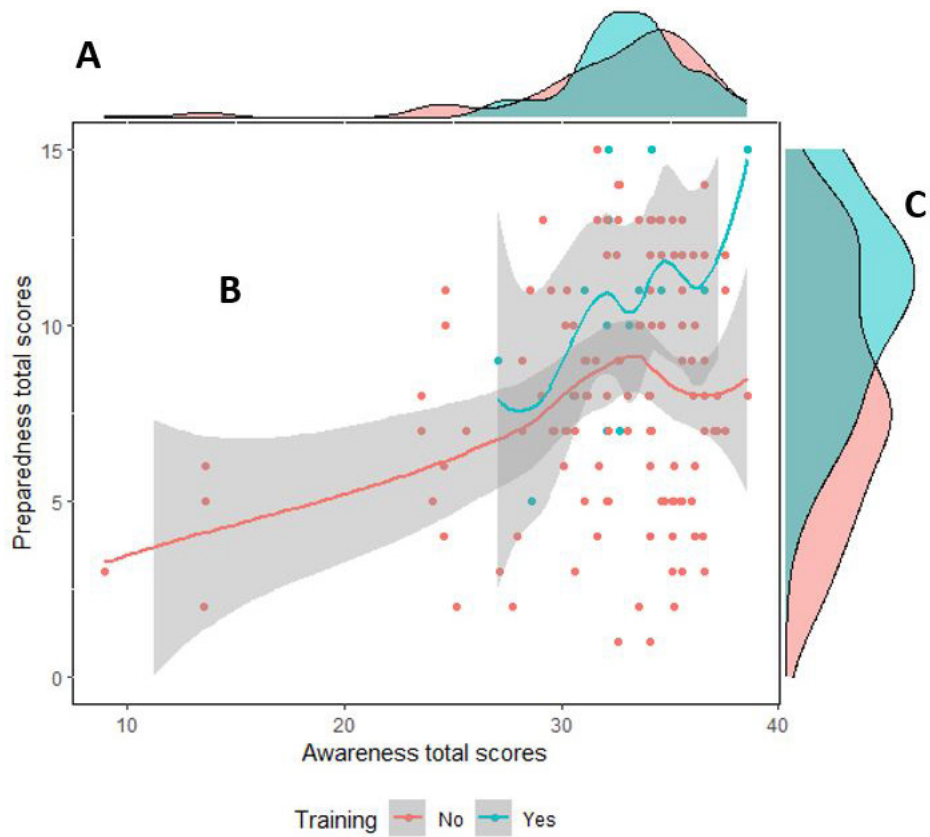 A
C
B
15
10
5
0
Preparedness total scores
10 20 30 40
Awareness total scores
Training No Yes